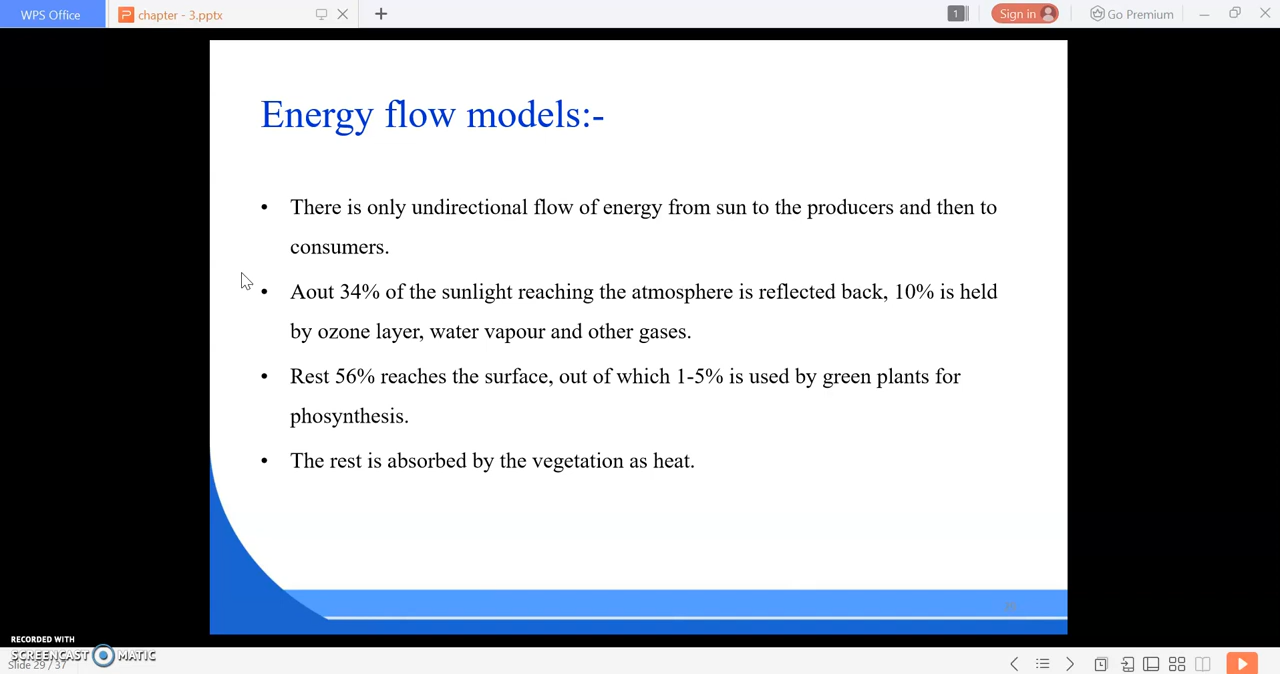 WPS Office
chapter - 3.pptx
1
Sign in
Go Premium
Energy flow models:-
• There is only undirectional flow of energy from sun to the producers and then to
consumers.
• Aout 34% of the sunlight reaching the atmosphere is reflected back, 10% is held
by ozone layer, water vapour and other gases.
• Rest 56% reaches the surface, out of which 1-5% is used by green plants for
phosynthesis.
• The rest is absorbed by the vegetation as heat.
RECORDED WITH
SCREENCAST MATIC
Slide 29 / 37